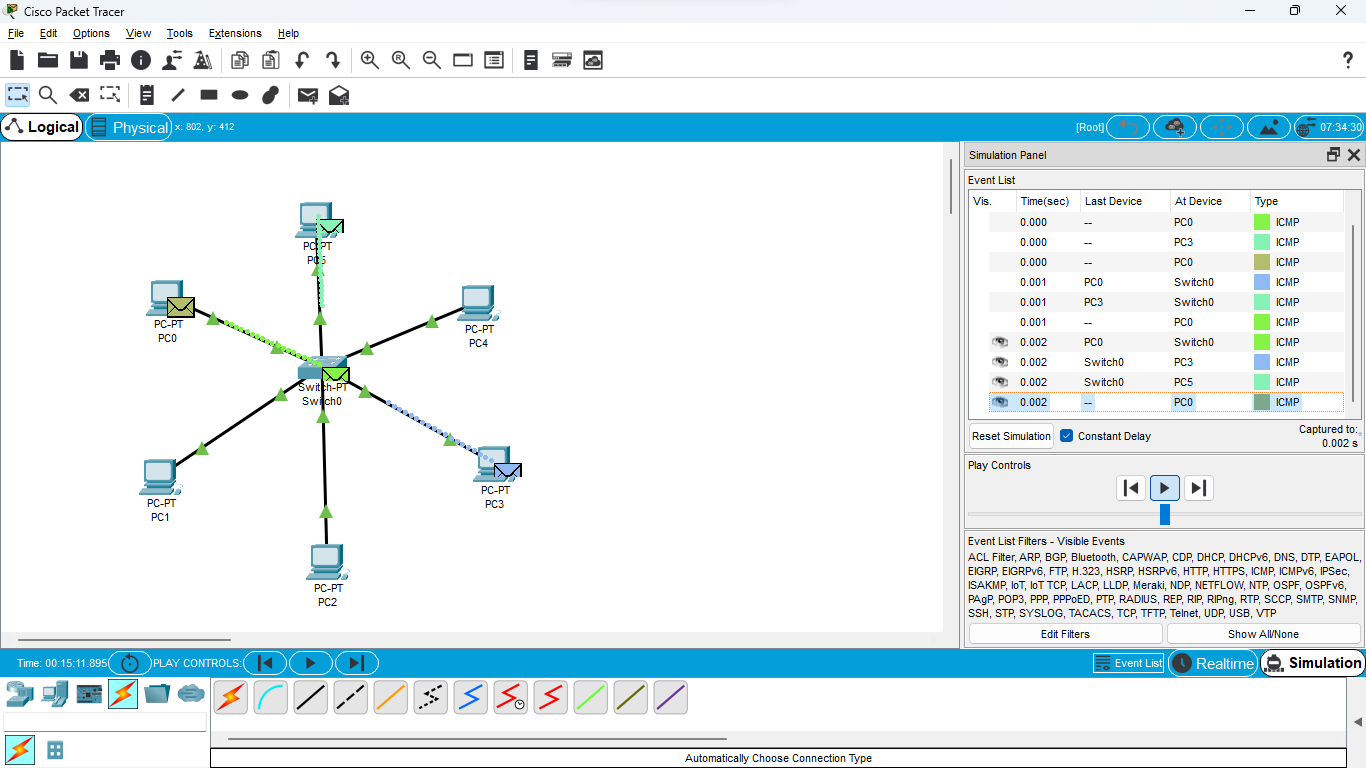 Cisco Packet Tracer
File Edit Options View Tools Extensions Help
R
?
Logical
Physical
x: 802, y: 412
[Root]
07:34:30
PC-PT
PC5
PC-PT
PC0
PC-PT
PC4
Switch-PT
Switch0
PC-PT
PC1
PC-PT
PC3
PC-PT
PC2
Simulation Panel
Event List
Vis. Time(sec) Last Device At Device Type
0.000 -- PC0 ICMP
0.000 -- PC3 ICMP
0.000 -- PC0 ICMP
0.001 PC0 Switch0 ICMP
0.001 PC3 Switch0 ICMP
0.001 -- PC0 ICMP
0.002 PC0 Switch0 ICMP
0.002 Switch0 PC3 ICMP
0.002 Switch0 PC5 ICMP
0.002 -- PC0 ICMP
Reset Simulation
Constant Delay
Captured to:
0.002 s
Play Controls
Event List Filters - Visible Events
ACL Filter, ARP, BGP, Bluetooth, CAPWAP, CDP, DHCP, DHCPv6, DNS, DTP, EAPOL,
EIGRP, EIGRPv6, FTP, H.323, HSRP, HSRPv6, HTTP, HTTPS, ICMP, ICMPv6, IPSec,
ISAKMP, IoT, IoT TCP, LACP, LLDP, Meraki, NDP, NETFLOW, NTP, OSPF, OSPFv6,
PAgP, POP3, PPP, PPPoED, PTP, RADIUS, REP, RIP, RIPng, RTP, SCCP, SMTP, SNMP,
SSH, STP, SYSLOG, TACACS, TCP, TFTP, Telnet, UDP, USB, VTP
Edit Filters
Show All/None
Time: 00:15:11.895
PLAY CONTROLS:
Event List
Realtime
Simulation
Automatically Choose Connection Type